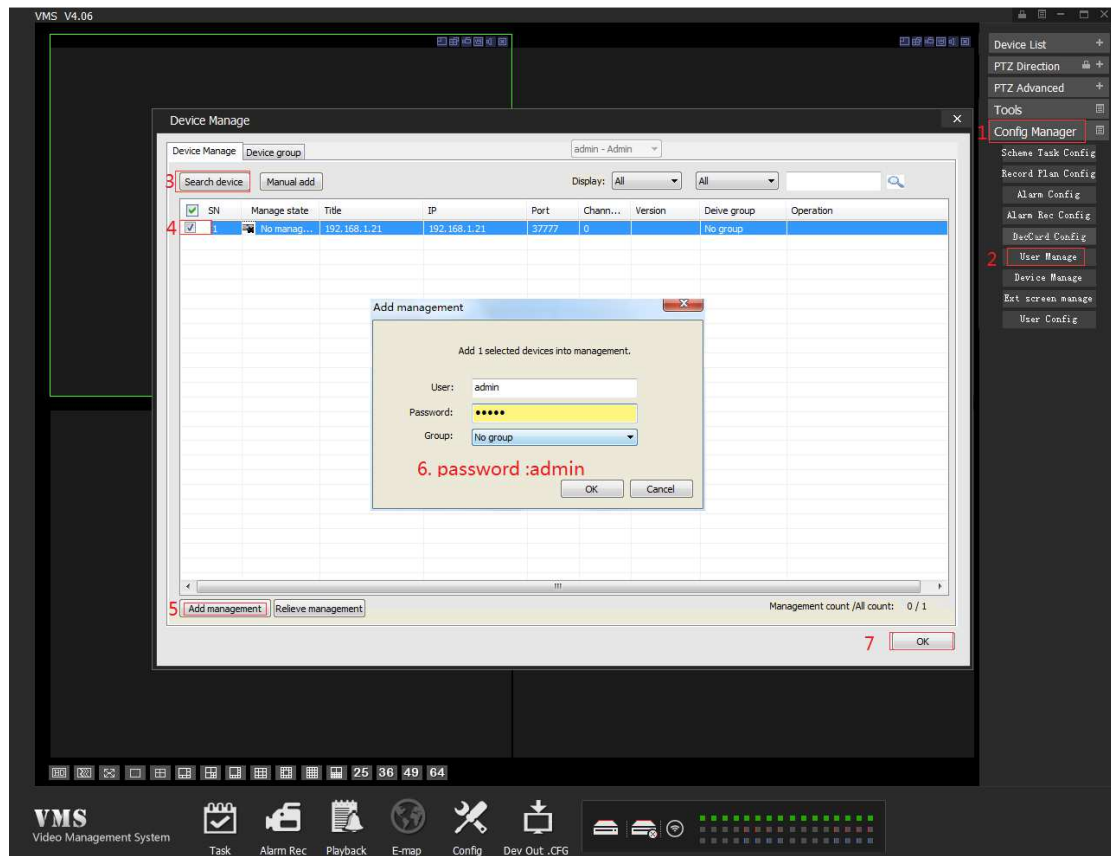 VMS V4.06
Device List
PTZ Direction
PTZ Advanced
Tools
1 Config Manager
Scheme Task Config
Record Plan Config
Alarm Config
Alarm Rec Config
DecCard Config
2 User Manage
Device Manage
Ext screen manage
User Config
Device Manage
Device Manage Device group admin - Admin
3 Search device Manual add Display: All All
SN Manage state Title IP Port Chann... Version Deive group Operation
4 1 No manag... 192.168.1.21 192.168.1.21 37777 0 No group
Add management
Add 1 selected devices into management.
User: admin
Password: •••••
Group: No group
6. password :admin
OK Cancel
5 Add management Relieve management Management count /All count: 0 / 1
7 OK
25 36 49 64
VMS
Video Management System
Task Alarm Rec Playback E-map Config Dev Out .CFG